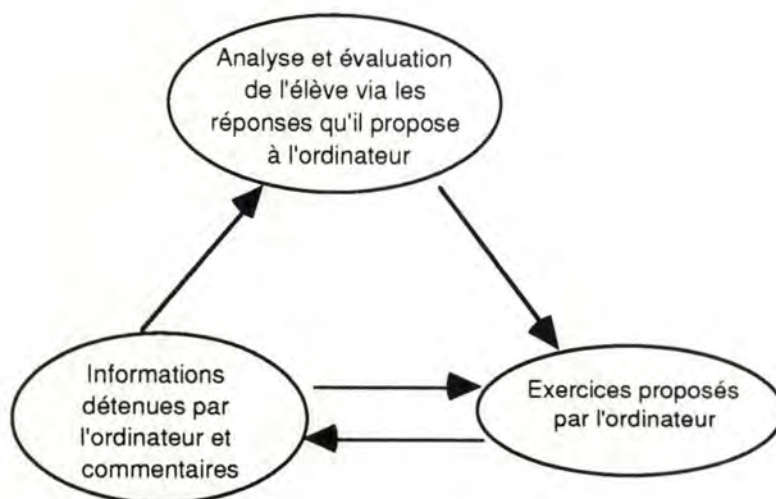 Analyse et évaluation
de l'élève via les
réponses qu'il propose
à l'ordinateur
Informations
détenues par
l'ordinateur et
commentaires
Exercices proposés
par l'ordinateur